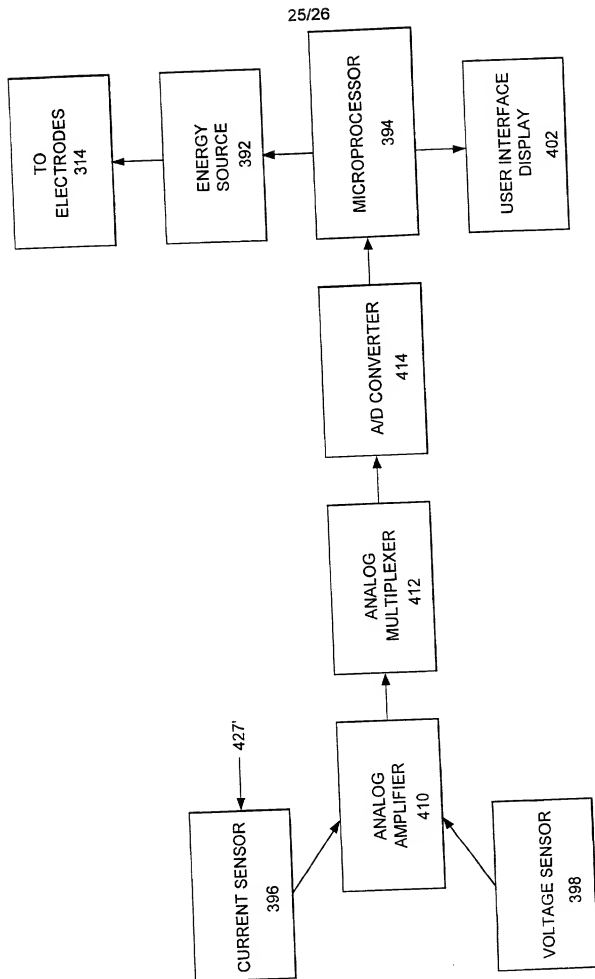 25/26
TO
ELECTRODES
314
ENERGY
SOURCE
392
MICROPROCESSOR
394
USER INTERFACE
DISPLAY
402
A/D CONVERTER
414
ANALOG
MULTIPLEXER
412
427'
CURRENT SENSOR
396
ANALOG
AMPLIFIER
410
VOLTAGE SENSOR
398